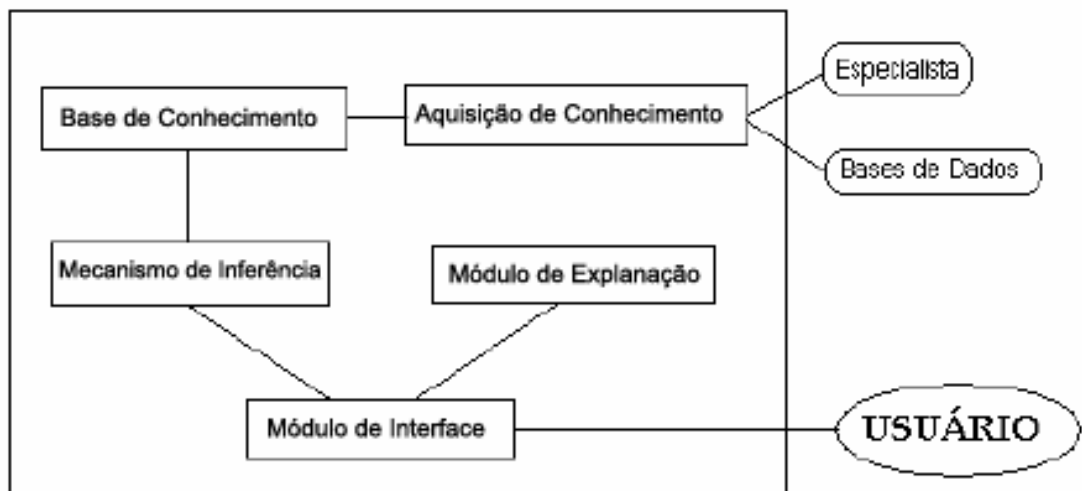 Especialista
Base de Conhecimento
Aquisição de Conhecimento
Bases de Dados
Mecanismo de Inferência
Módulo de Explanação
Módulo de Interface
USUÁRIO